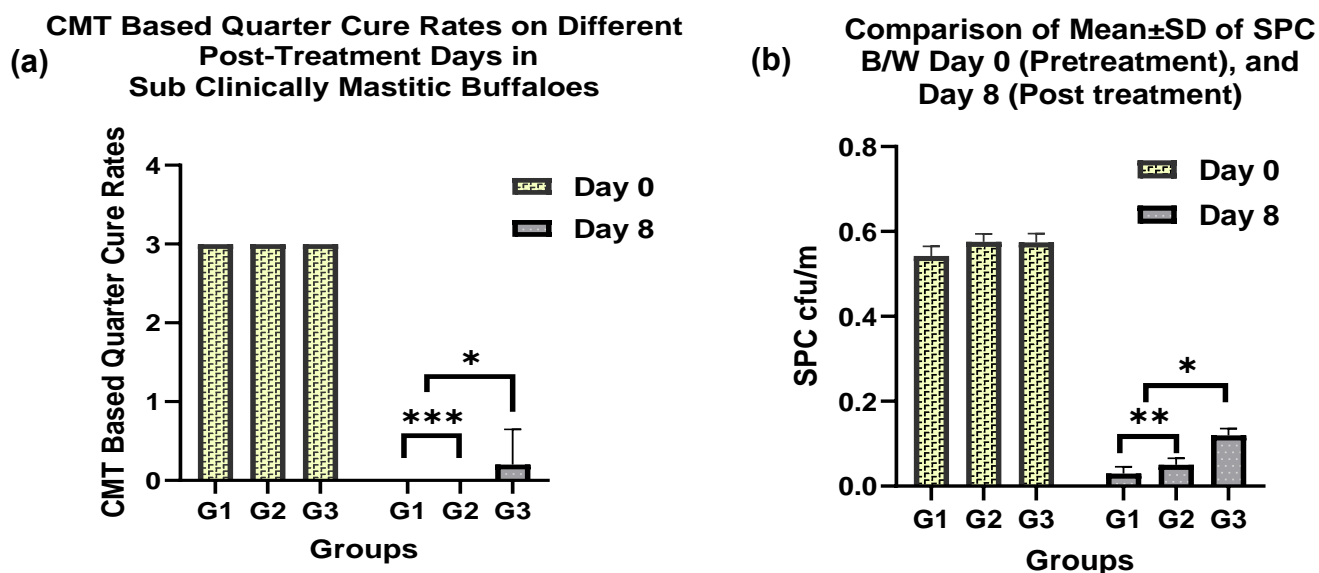 (a)
CMT Based Quarter Cure Rates on Different
Post-Treatment Days in
Sub Clinically Mastitic Buffaloes
CMT Based Quarter Cure Rates
4
3
2
1
0
Day 0
Day 8
***
*
G1 G2 G3 G1 G2 G3
Groups
(b)
Comparison of Mean±SD of SPC
B/W Day 0 (Pretreatment), and
Day 8 (Post treatment)
SPC cfu/m
0.8
0.6
0.4
0.2
0.0
Day 0
Day 8
**
*
G1 G2 G3 G1 G2 G3
Groups